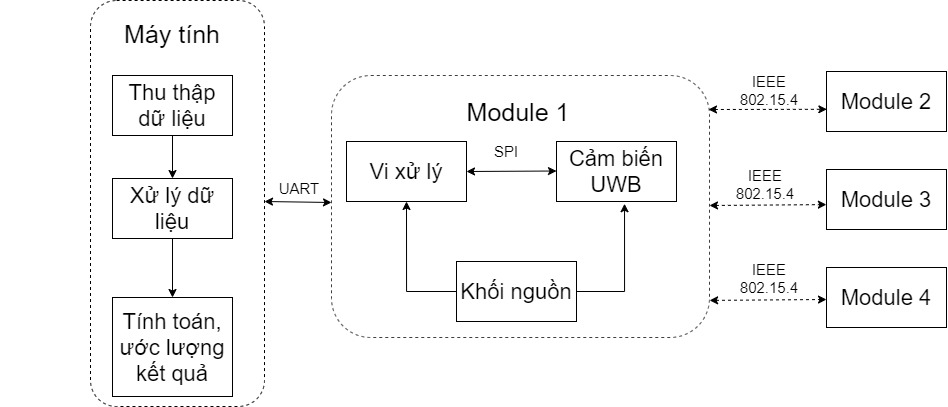 Máy tính
Thu thập
dữ liệu
Xử lý dữ
liệu
Tính toán,
ước lượng
kết quả
UART
Module 1
Vi xử lý
SPI
Cảm biến
UWB
Khối nguồn
IEEE
802.15.4
Module 2
IEEE
802.15.4
Module 3
IEEE
802.15.4
Module 4